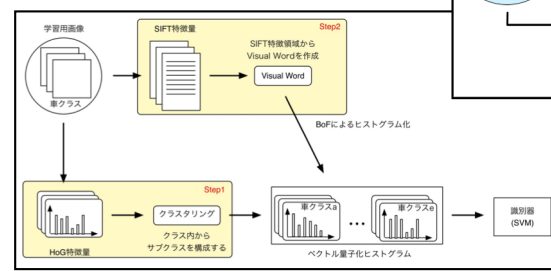 学習用画像
車クラス
SIFT特徴量
Step2
SIFT特徴領域から
Visual Wordを作成
Visual Word
BoFによるヒストグラム化
Step1
クラスタリング
クラス内から
サブクラスを構成する
HoG特徴量
車クラスa
...
車クラスe
ベクトル量子化ヒストグラム
識別器
(SVM)